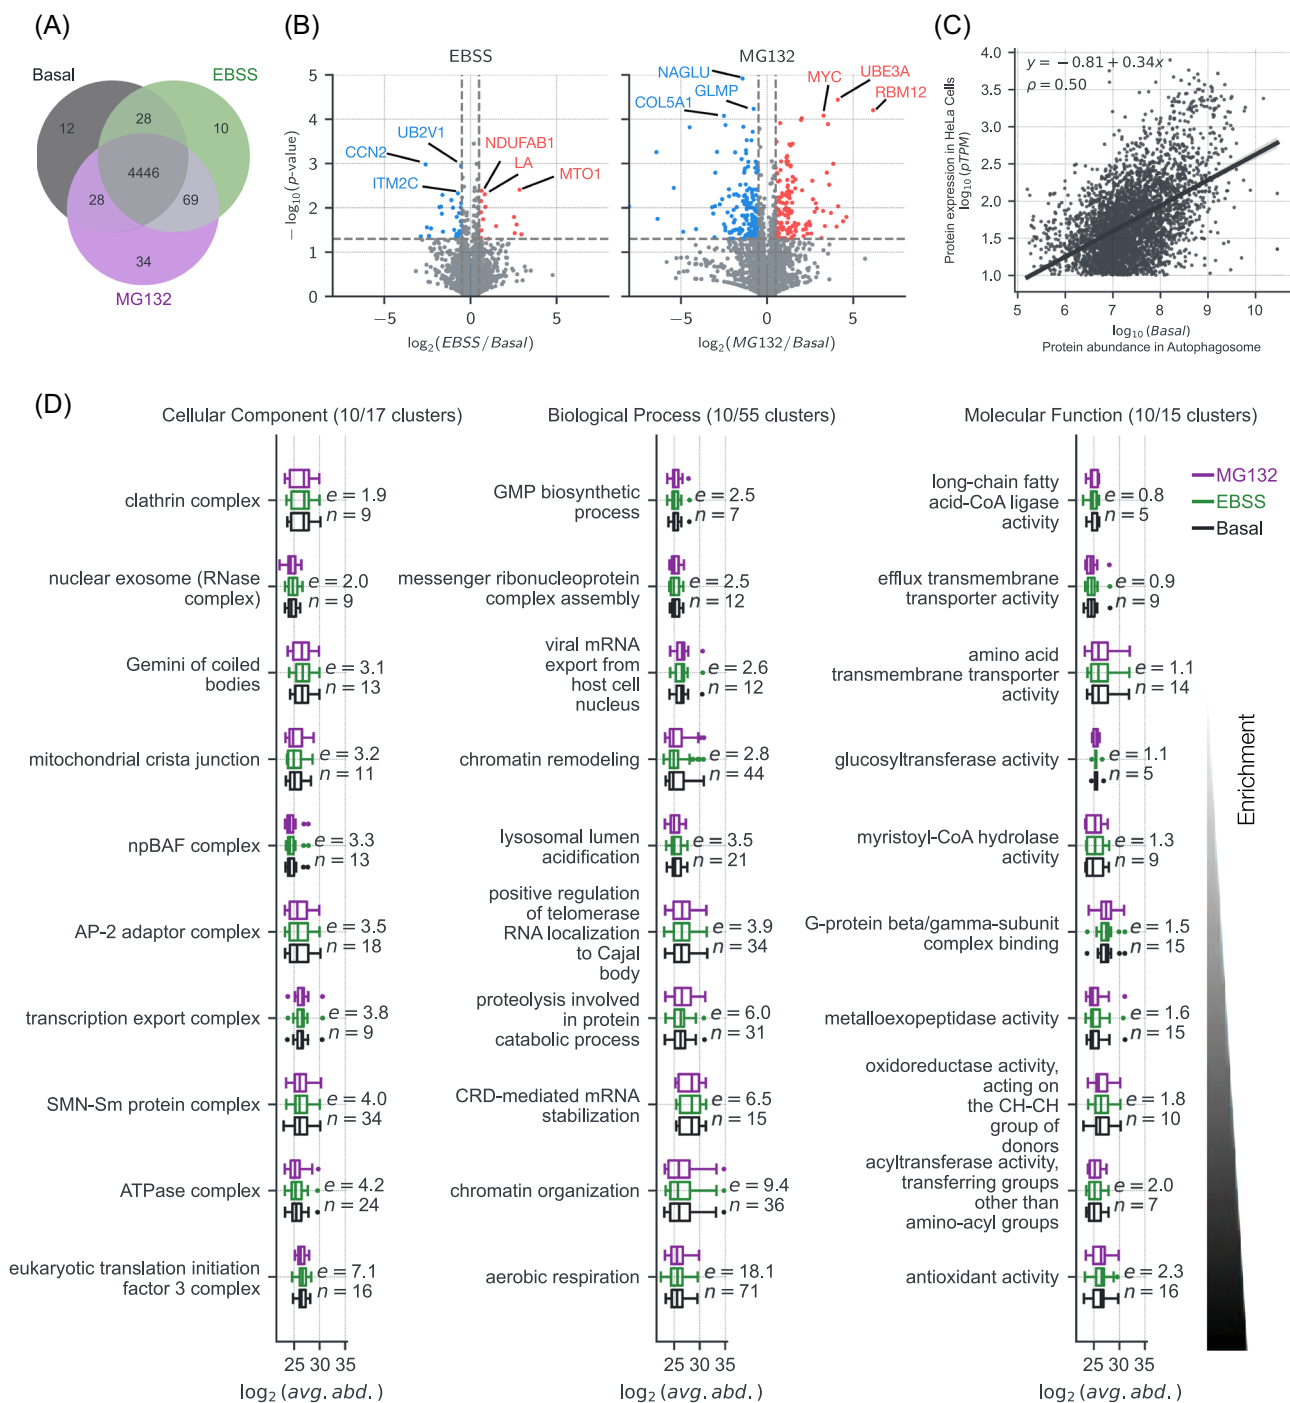 (A)
Basal
EBSS
12
28
10
4446
28
69
34
MG132
(B)
EBSS
MG132
5
4
3
2
1
0
− log10(p-value)
CCN2
UB2V1
ITM2C
NDUFAB1
LA
MTO1
−5
0
5
log2(EBSS/Basal)
NAGLU
GLMP
COL5A1
MYC
UBE3A
RBM12
−5
0
5
log2(MG132/Basal)
(C)
y = −0.81 + 0.34x
ρ = 0.50
Protein expression in HeLa Cells
log10(pTPM)
4.0
3.5
3.0
2.5
2.0
1.5
1.0
5
6
7
8
9
10
log10(Basal)
Protein abundance in Autophagosome
(D)
Cellular Component (10/17 clusters)
clathrin complex
e = 1.9
n = 9
nuclear exosome (RNase
complex)
e = 2.0
n = 9
Gemini of coiled
bodies
e = 3.1
n = 13
mitochondrial crista junction
e = 3.2
n = 11
npBAF complex
e = 3.3
n = 13
AP-2 adaptor complex
e = 3.5
n = 18
transcription export complex
e = 3.8
n = 9
SMN-Sm protein complex
e = 4.0
n = 34
ATPase complex
e = 4.2
n = 24
eukaryotic translation initiation
factor 3 complex
e = 7.1
n = 16
25 30 35
log2(avg. abd.)
Biological Process (10/55 clusters)
GMP biosynthetic
process
e = 2.5
n = 7
messenger ribonucleoprotein
complex assembly
e = 2.5
n = 12
viral mRNA
export from
host cell
nucleus
e = 2.6
n = 12
chromatin remodeling
e = 2.8
n = 44
lysosomal lumen
acidification
e = 3.5
n = 21
positive regulation
of telomerase
RNA localization
to Cajal
body
e = 3.9
n = 34
proteolysis involved
in protein
catabolic process
e = 6.0
n = 31
CRD-mediated mRNA
stabilization
e = 6.5
n = 15
chromatin organization
e = 9.4
n = 36
aerobic respiration
e = 18.1
n = 71
25 30 35
log2(avg. abd.)
Molecular Function (10/15 clusters)
long-chain fatty
acid-CoA ligase
activity
e = 0.8
n = 5
efflux transmembrane
transporter activity
e = 0.9
n = 9
amino acid
transmembrane transporter
activity
e = 1.1
n = 14
glucosyltransferase activity
e = 1.1
n = 5
myristoyl-CoA hydrolase
activity
e = 1.3
n = 9
G-protein beta/gamma-subunit
complex binding
e = 1.5
n = 15
metalloexopeptidase activity
e = 1.6
n = 15
oxidoreductase activity,
acting on
the CH-CH
group of
donors
e = 1.8
n = 10
acyltransferase activity,
transferring groups
other than
amino-acyl groups
e = 2.0
n = 7
antioxidant activity
e = 2.3
n = 16
25 30 35
log2(avg. abd.)
MG132
EBSS
Basal
Enrichment